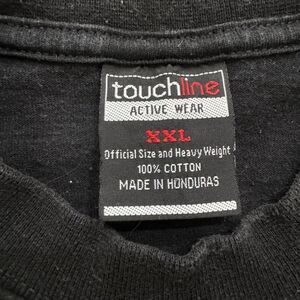 touchline
ACTIVE WEAR
XXL
Official Size and Heavy Weight
100% COTTON
MADE IN HONDURAS